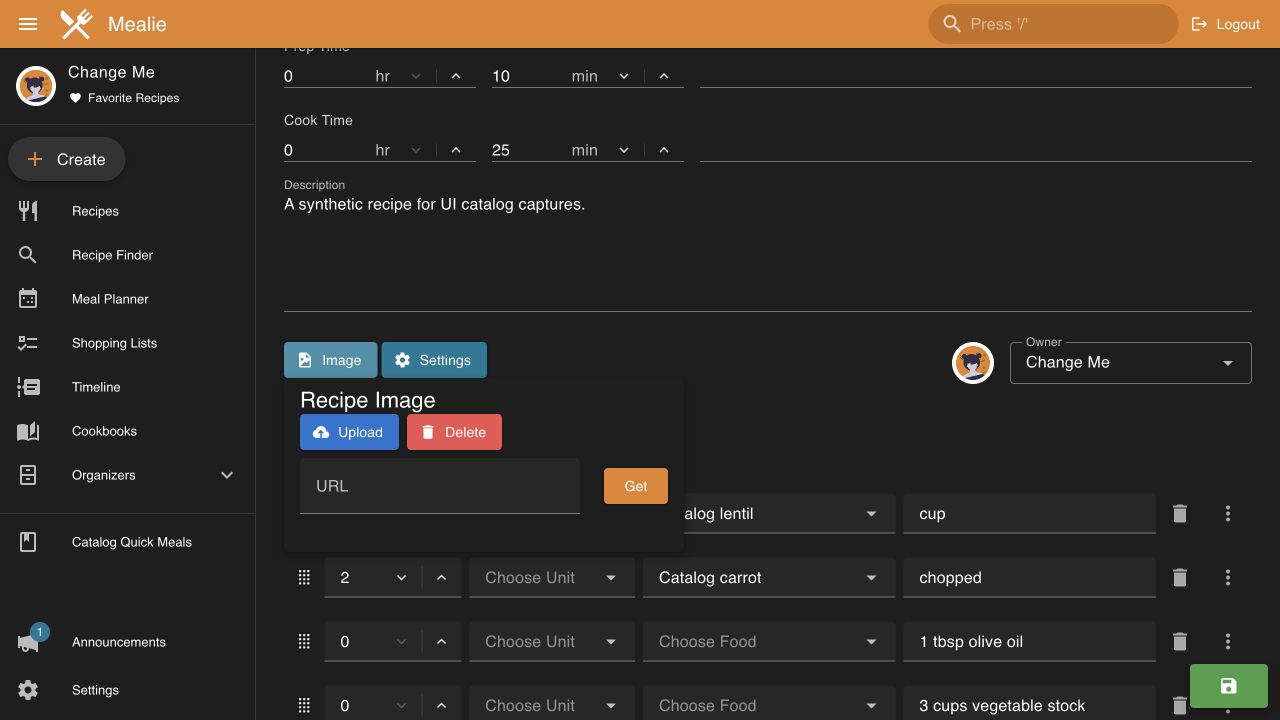 Mealie
Press '/'
Logout
Change Me
Favorite Recipes
Create
Recipes
Recipe Finder
Meal Planner
Shopping Lists
Timeline
Cookbooks
Organizers
Catalog Quick Meals
1
Announcements
Settings
Prep Time
0 hr 10 min
Cook Time
0 hr 25 min
Description
A synthetic recipe for UI catalog captures.
Image Settings
Owner
Change Me
Recipe Image
Upload Delete
URL Get
alog lentil cup
2 Choose Unit Catalog carrot chopped
0 Choose Unit Choose Food 1 tbsp olive oil
0 Choose Unit Choose Food 3 cups vegetable stock